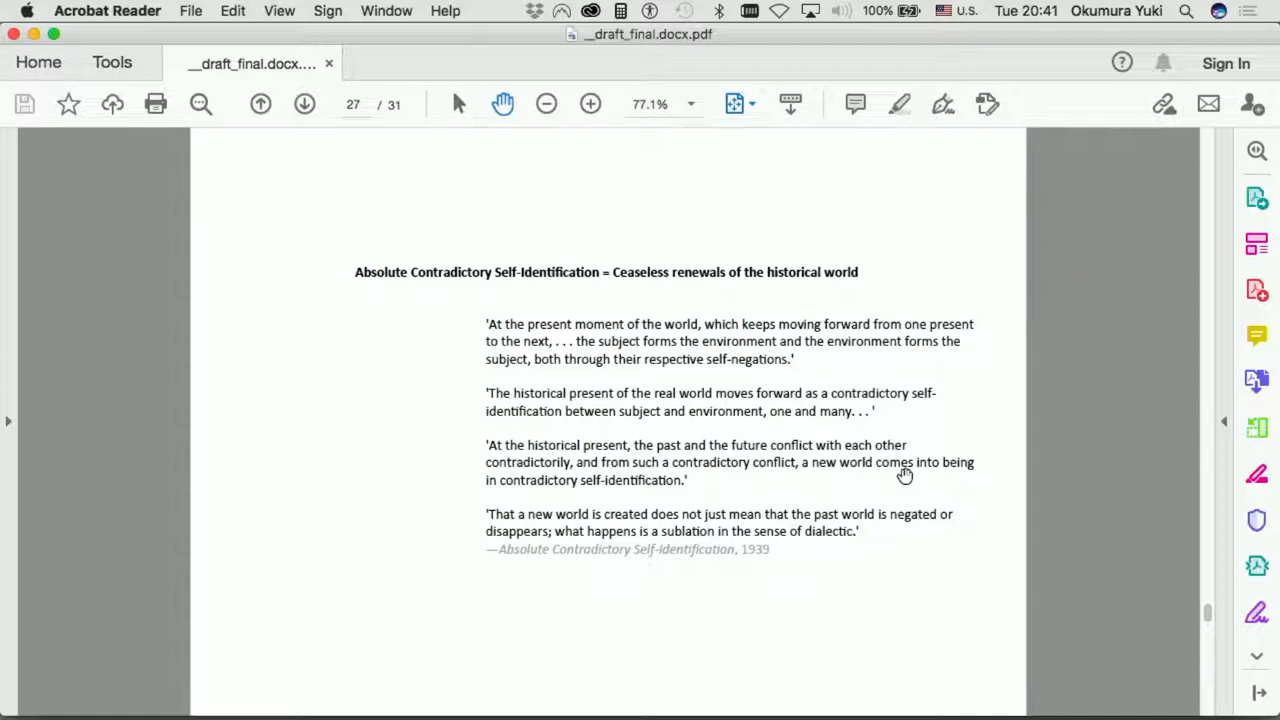 Acrobat Reader File Edit View Sign Window Help 100% U.S. Tue 20:41 Okumura Yuki
__draft_final.docx.pdf
Home Tools __draft_final.docx.... × Sign In
27 / 31 77.1%
Absolute Contradictory Self-Identification = Ceaseless renewals of the historical world
'At the present moment of the world, which keeps moving forward from one present
to the next, . . . the subject forms the environment and the environment forms the
subject, both through their respective self-negations.'
'The historical present of the real world moves forward as a contradictory self-
identification between subject and environment, one and many. . . '
'At the historical present, the past and the future conflict with each other
contradictorily, and from such a contradictory conflict, a new world comes into being
in contradictory self-identification.'
'That a new world is created does not just mean that the past world is negated or
disappears; what happens is a sublation in the sense of dialectic.'
—Absolute Contradictory Self-Identification, 1939